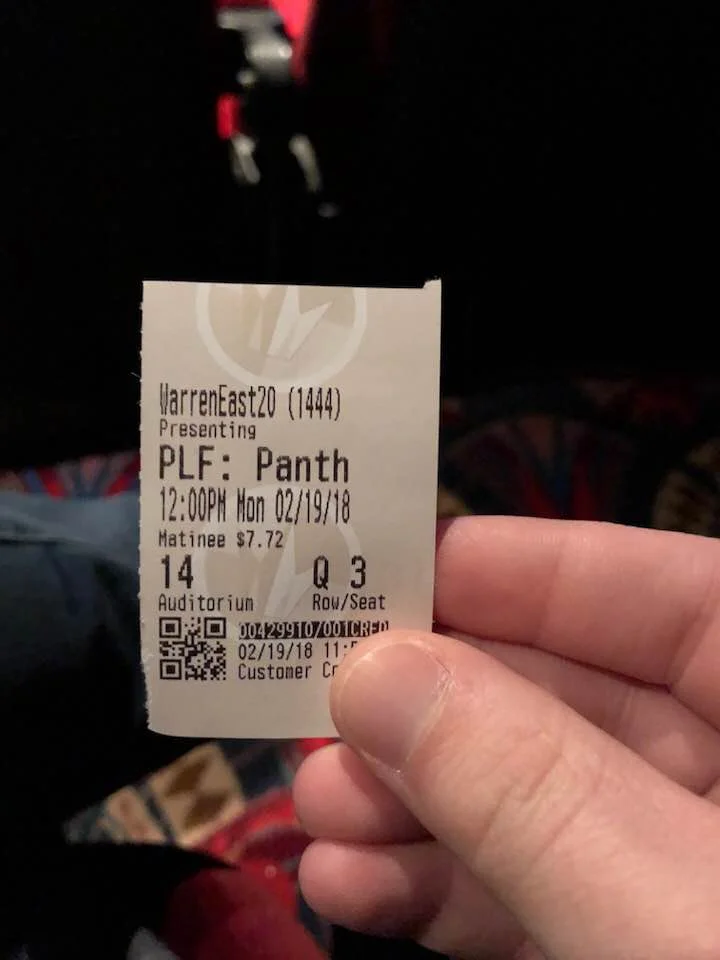 WarrenEast20 (1444)
Presenting
PLF: Panth
12:00PM Mon 02/19/18
Matinee $7.72
14 Q 3
Auditorium Row/Seat
00429910/001CRED
02/19/18 11:
Customer